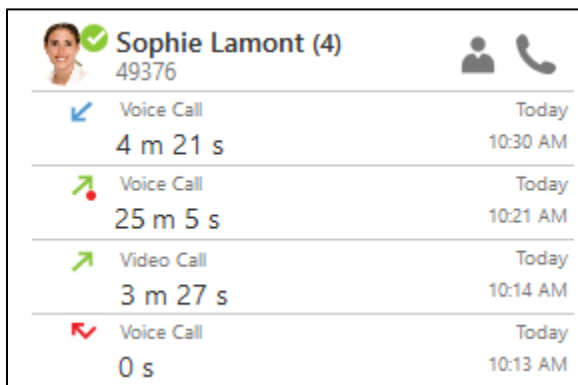 Sophie Lamont (4)
49376
Voice Call Today
4 m 21 s 10:30 AM
Voice Call Today
25 m 5 s 10:21 AM
Video Call Today
3 m 27 s 10:14 AM
Voice Call Today
0 s 10:13 AM